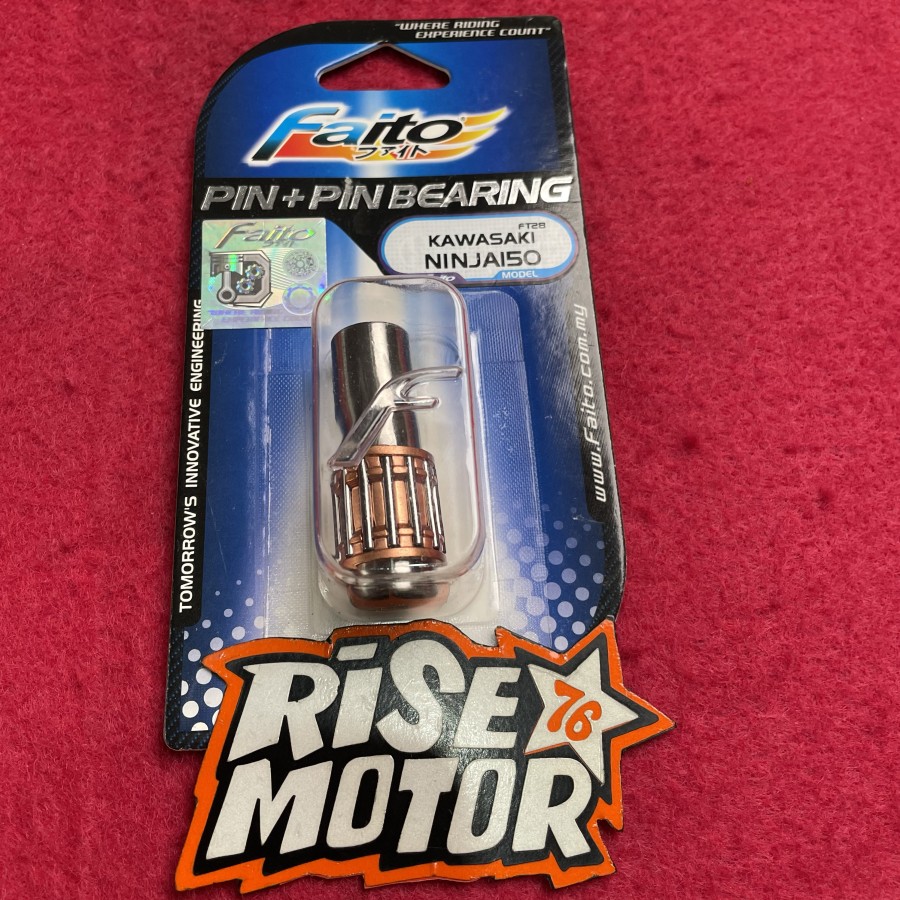 "WHERE RIDING
EXPERIENCE COUNT"
Faito
ファイト
PIN + PIN BEARING
Faito
FT28
KAWASAKI
NINJA150
MODEL
TOMORROW'S INNOVATIVE ENGINEERING
www.Faito.com.my
RiSE
76
MOTOR